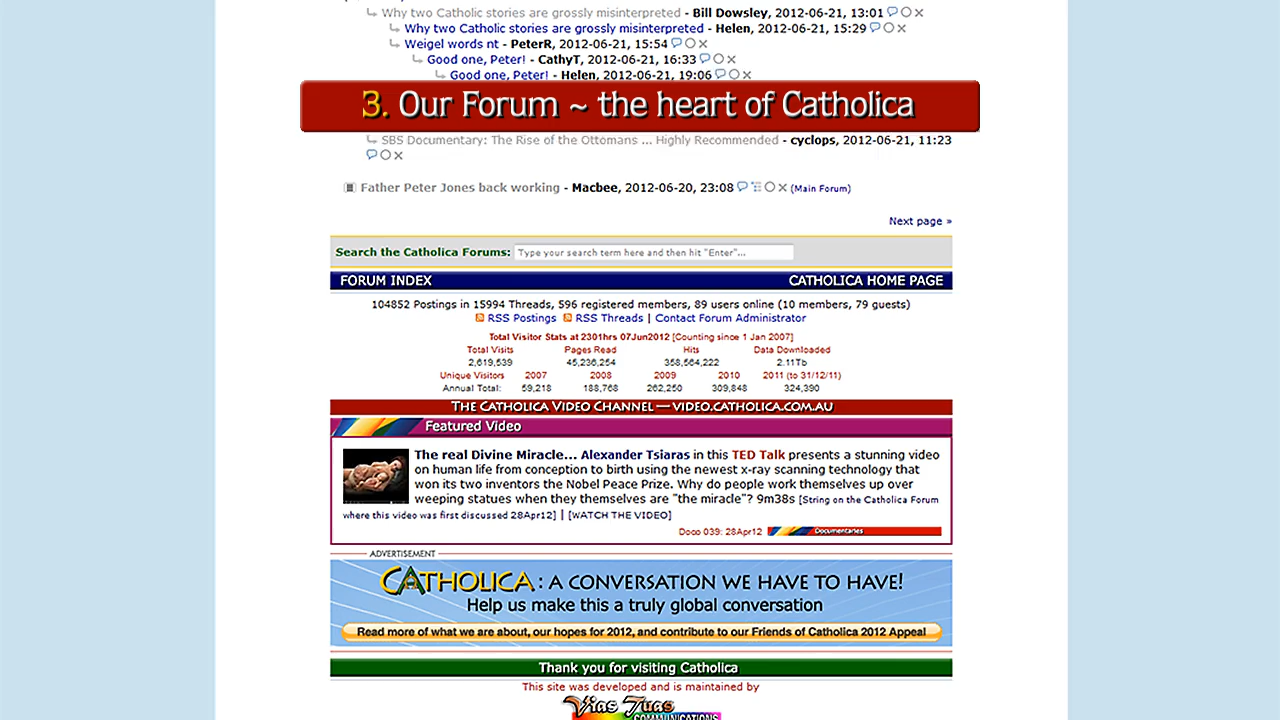 Why two Catholic stories are grossly misinterpreted - Bill Dowsley, 2012-06-21, 13:01
Why two Catholic stories are grossly misinterpreted - Helen, 2012-06-21, 15:29
Weigel words nt - PeterR, 2012-06-21, 15:54
Good one, Peter! - CathyT, 2012-06-21, 16:33
Good one, Peter! - Helen, 2012-06-21, 19:06
3. Our Forum ~ the heart of Catholica
SBS Documentary: The Rise of the Ottomans ... Highly Recommended - cyclops, 2012-06-21, 11:23
Father Peter Jones back working - Macbee, 2012-06-20, 23:08 (Main Forum)
Next page »
Search the Catholica Forums: Type your search term here and then hit "Enter"...
FORUM INDEX CATHOLICA HOME PAGE
104852 Postings in 15994 Threads, 596 registered members, 89 users online (10 members, 79 guests)
RSS Postings RSS Threads | Contact Forum Administrator
Total Visitor Stats at 2301hrs 07Jun2012 [Counting since 1 Jan 2007]
Total Visits Pages Read Hits Data Downloaded
2,619,539 45,236,254 358,564,222 2.11Tb
Unique Visitors 2007 2008 2009 2010 2011 (to 31/12/11)
Annual Total: 59,218 188,768 262,250 309,848 324,390
THE CATHOLICA VIDEO CHANNEL — VIDEO.CATHOLICA.COM.AU
Featured Video
The real Divine Miracle... Alexander Tsiaras in this TED Talk presents a stunning video
on human life from conception to birth using the newest x-ray scanning technology that
won its two inventors the Nobel Peace Prize. Why do people work themselves up over
weeping statues when they themselves are "the miracle"? 9m38s [String on the Catholica Forum
where this video was first discussed 28Apr12] | [WATCH THE VIDEO]
Doco 039: 28Apr12 Documentaries
ADVERTISEMENT
CATHOLICA: A CONVERSATION WE HAVE TO HAVE!
Help us make this a truly global conversation
Read more of what we are about, our hopes for 2012, and contribute to our Friends of Catholica 2012 Appeal
Thank you for visiting Catholica
This site was developed and is maintained by
Vias Tuas
COMMUNICATIONS